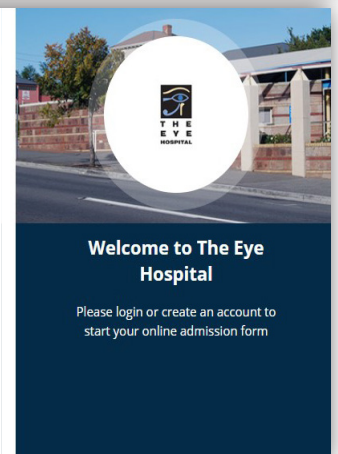 THE
EYE
HOSPITAL
Welcome to The Eye
Hospital
Please login or create an account to
start your online admission form